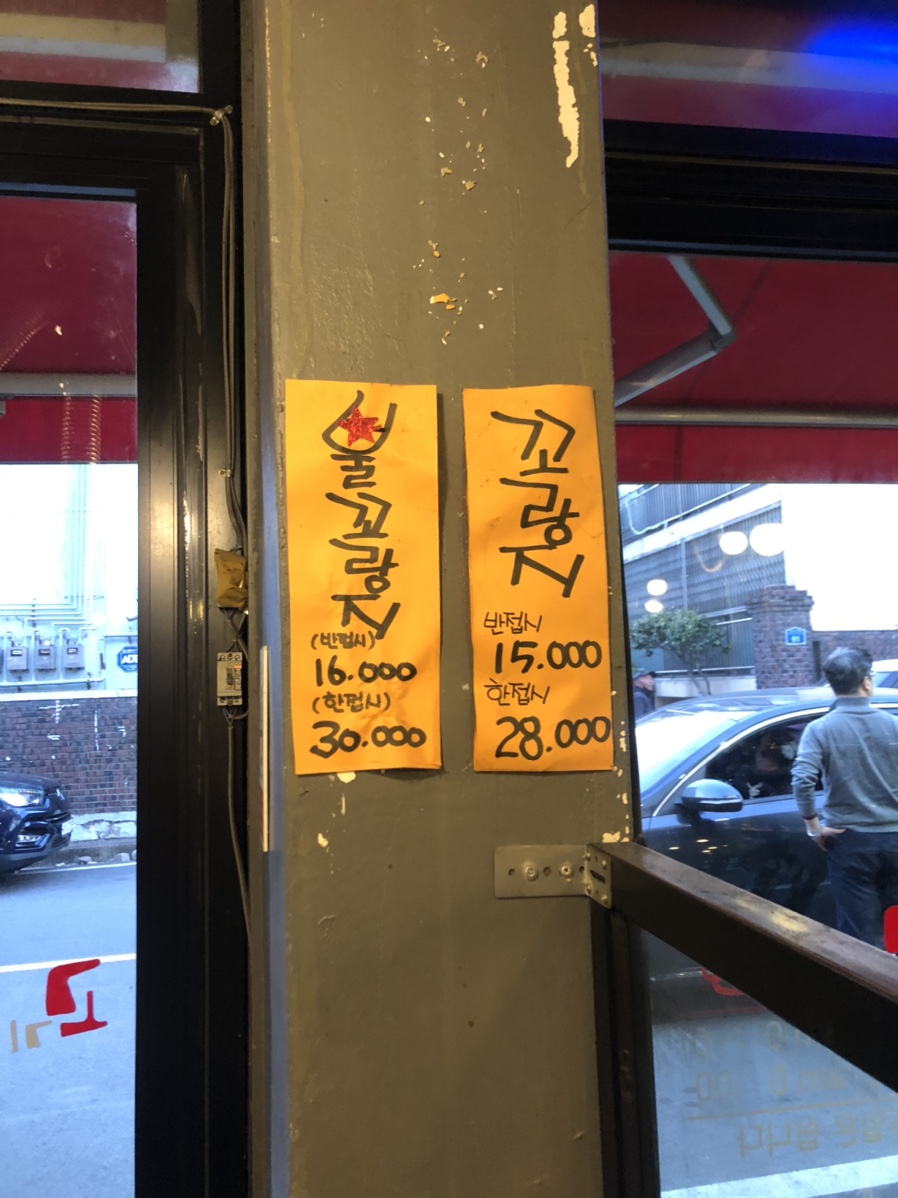 불꼬랑지
(반접시)
16.000
(한접시)
30.000
꼬랑지
반접시
15.000
한접시
28.000